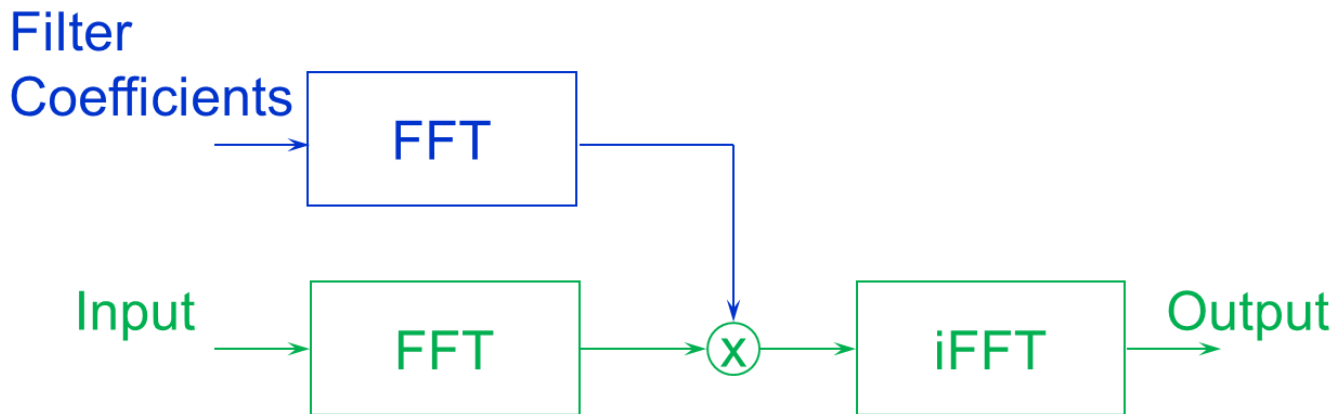 Filter
Coefficients
FFT
Input
FFT
x
iFFT
Output